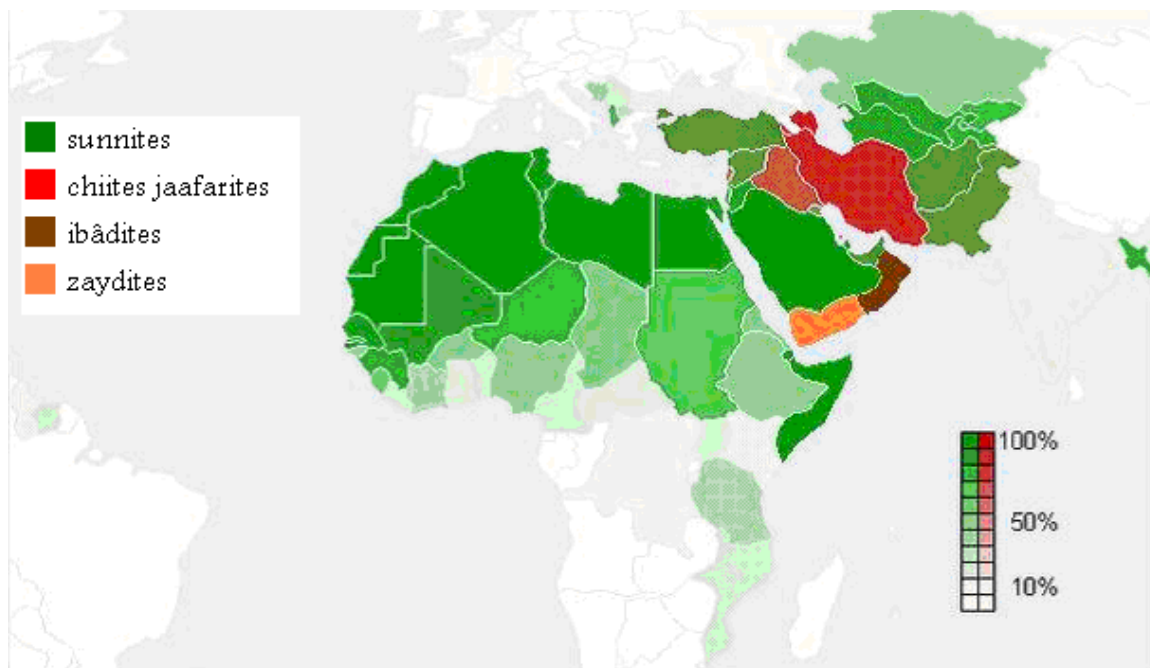 sunnites
chiites jaafarites
ibâdites
zaydites
100%
50%
10%